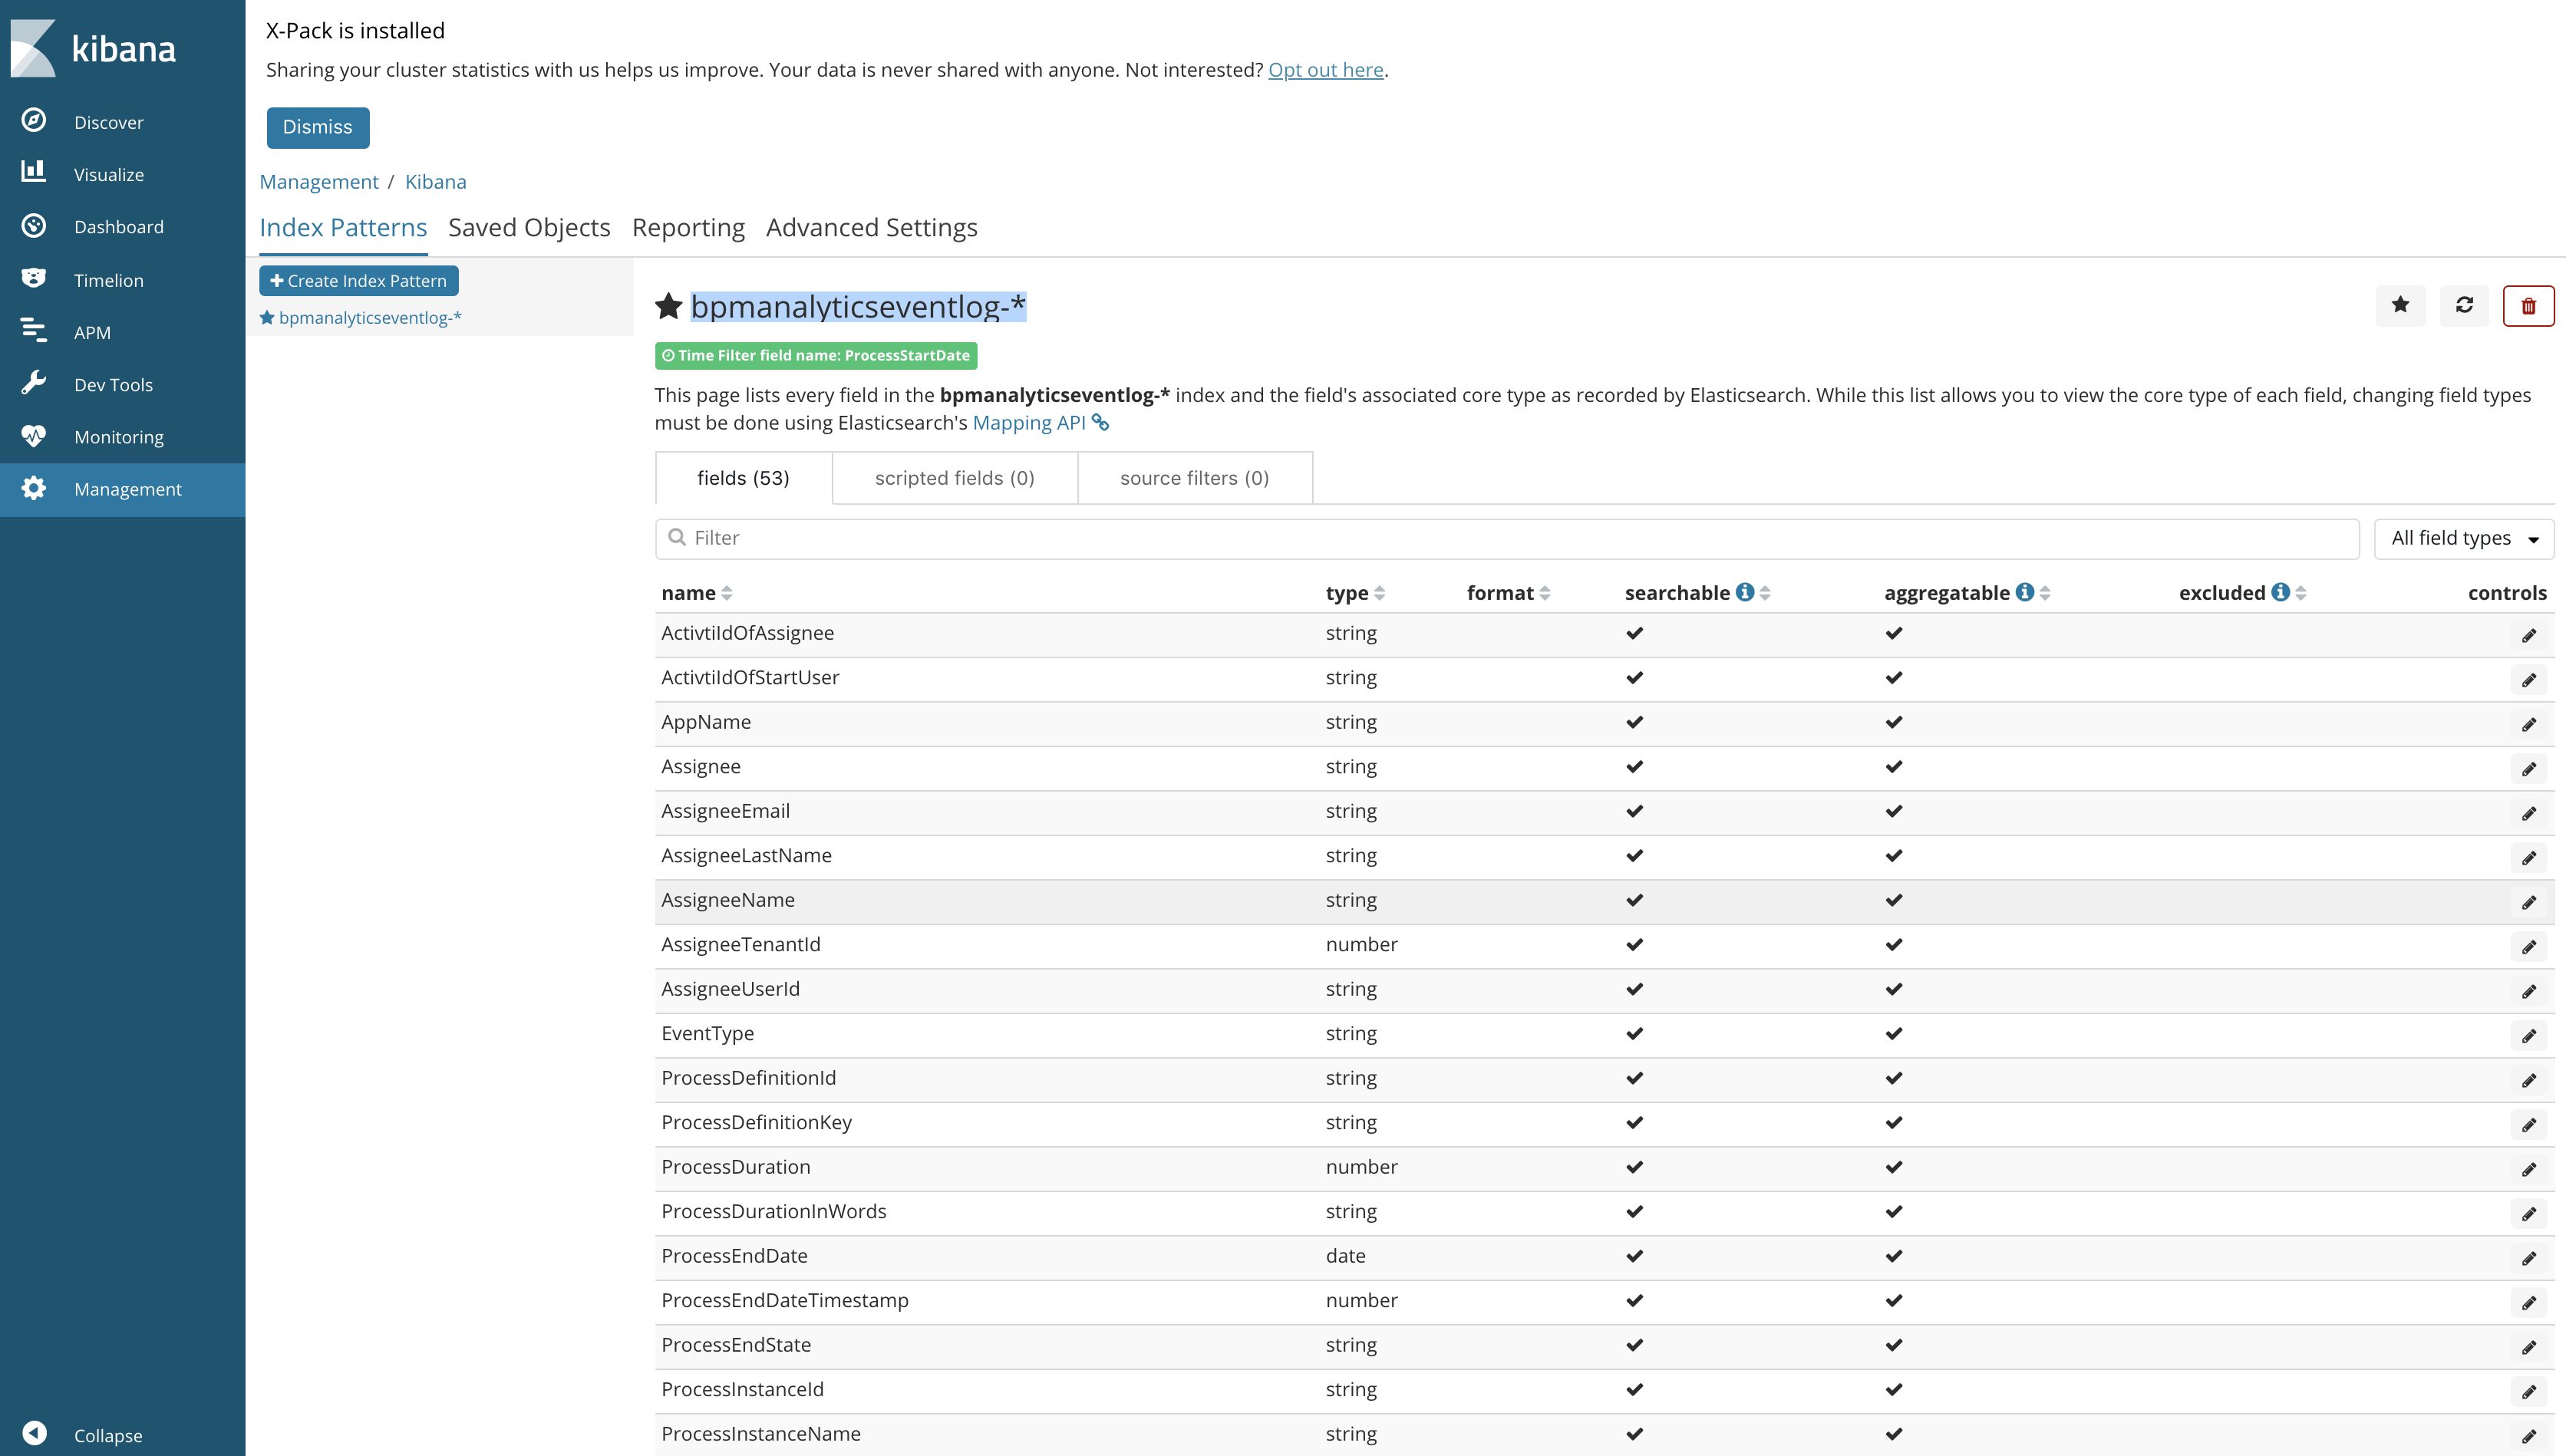 kibana
Discover
Visualize
Dashboard
Timelion
APM
Dev Tools
Monitoring
Management
Collapse
X-Pack is installed
Sharing your cluster statistics with us helps us improve. Your data is never shared with anyone. Not interested? Opt out here.
Dismiss
Management / Kibana
Index Patterns Saved Objects Reporting Advanced Settings
Create Index Pattern
bpmanalyticseventlog-*
bpmanalyticseventlog-*
Time Filter field name: ProcessStartDate
This page lists every field in the bpmanalyticseventlog-* index and the field's associated core type as recorded by Elasticsearch. While this list allows you to view the core type of each field, changing field types
must be done using Elasticsearch's Mapping API
fields (53) scripted fields (0) source filters (0)
Filter All field types
name type format searchable aggregatable excluded controls
ActivtiIdOfAssignee string
ActivtiIdOfStartUser string
AppName string
Assignee string
AssigneeEmail string
AssigneeLastName string
AssigneeName string
AssigneeTenantId number
AssigneeUserId string
EventType string
ProcessDefinitionId string
ProcessDefinitionKey string
ProcessDuration number
ProcessDurationInWords string
ProcessEndDate date
ProcessEndDateTimestamp number
ProcessEndState string
ProcessInstanceId string
ProcessInstanceName string